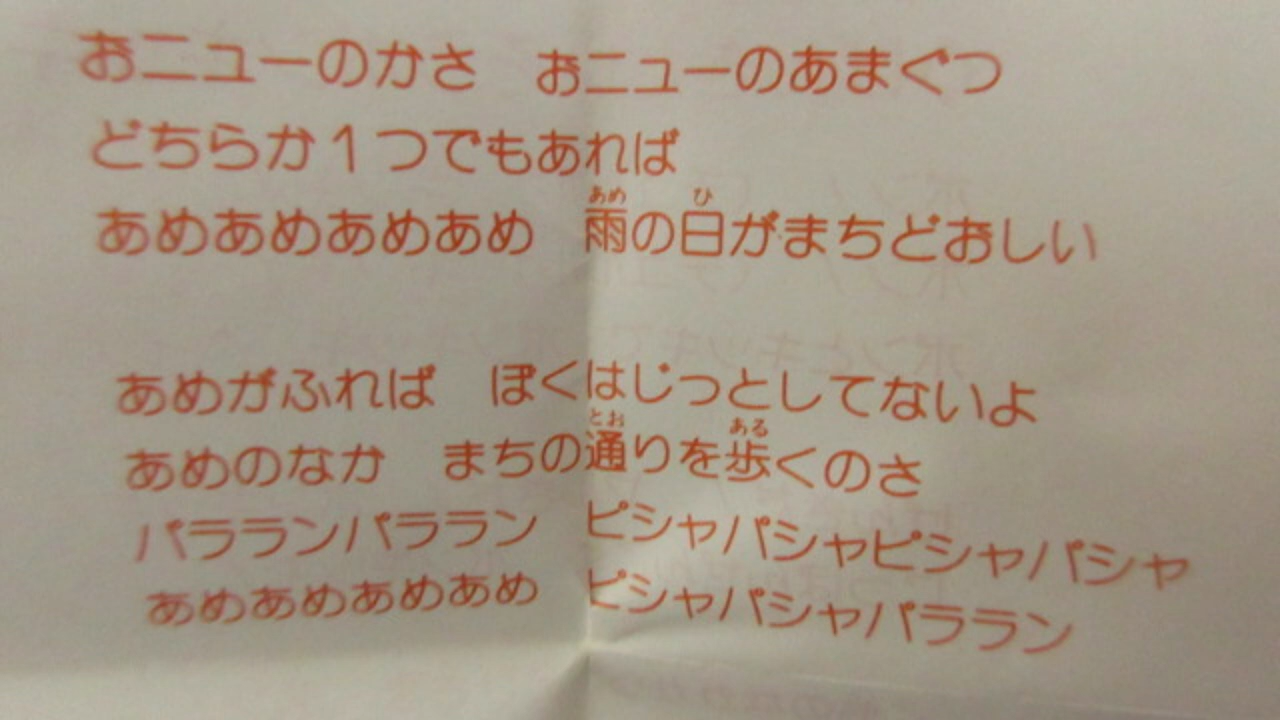 おニューのかさ　おニューのあまぐつ
どちらか1つでもあれば
あめあめあめあめ　雨の日がまちどおしい
あめがふれば　ぼくはじっとしてないよ
あめのなか　まちの通りを歩くのさ
パラランパララン　ピシャパシャピシャパシャ
あめあめあめあめ　ピシャパシャパララン